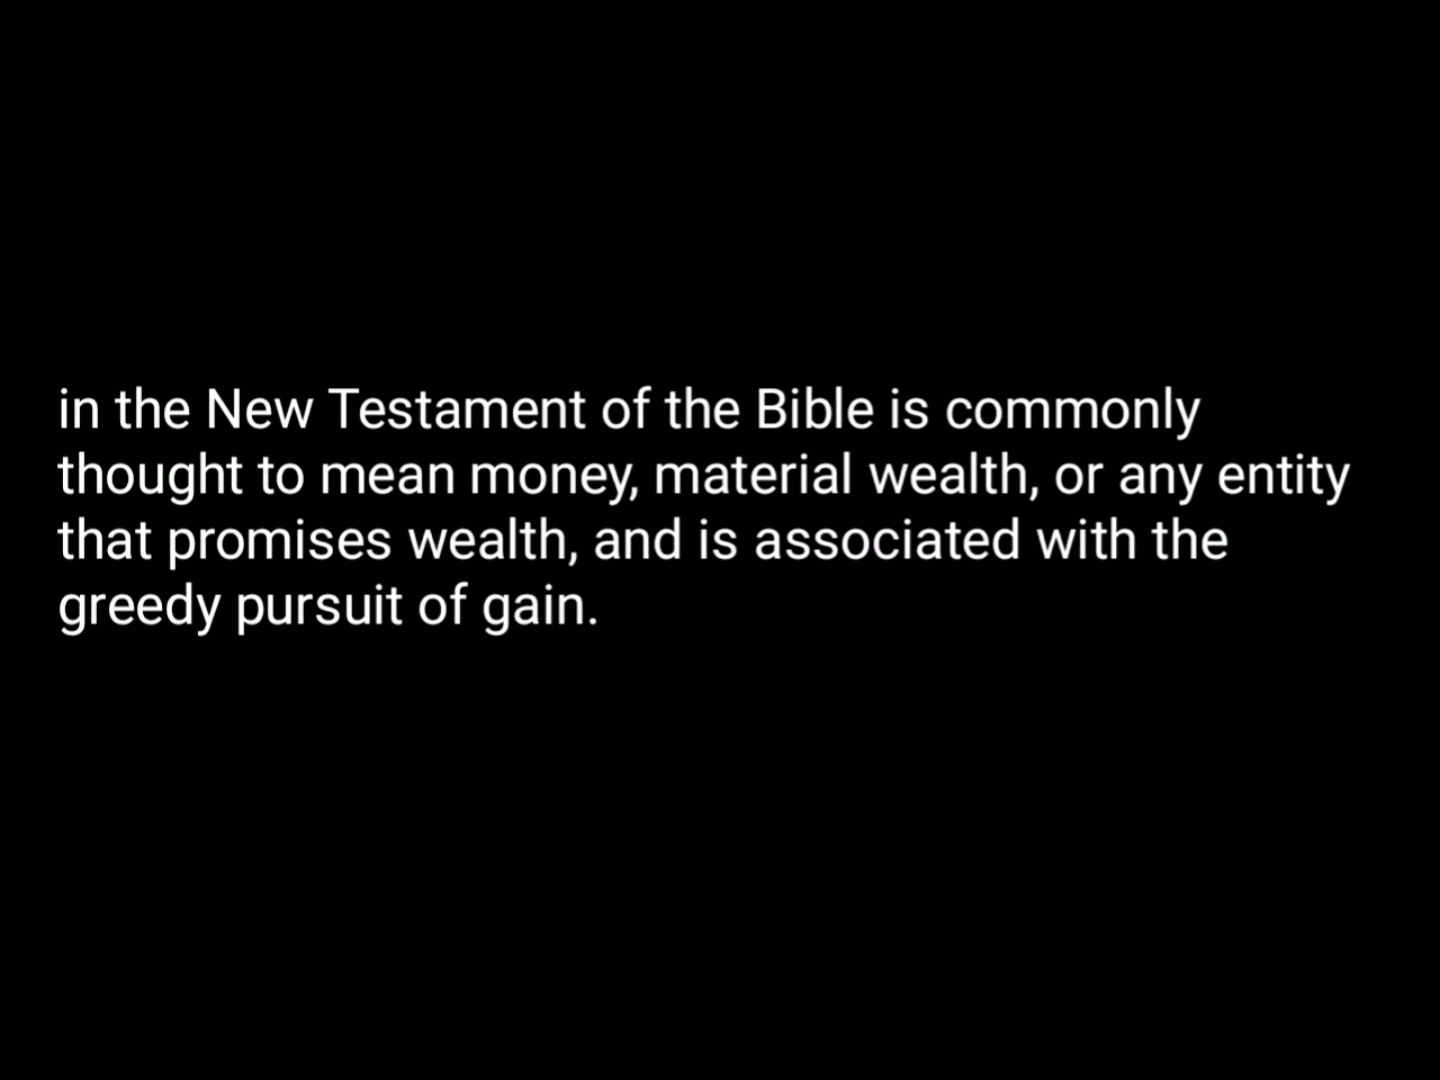 in the New Testament of the Bible is commonly
thought to mean money, material wealth, or any entity
that promises wealth, and is associated with the
greedy pursuit of gain.